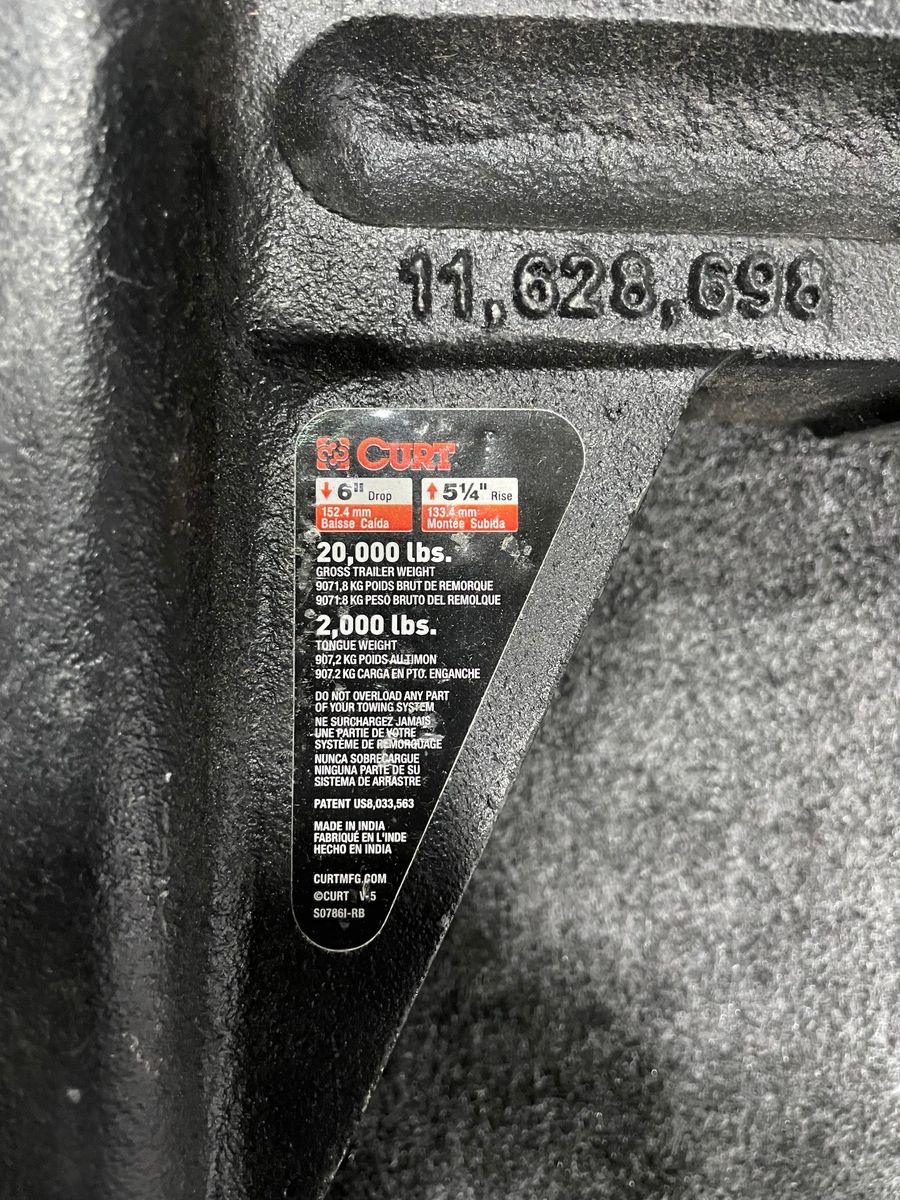 11,628,698
CURT
6" Drop
152.4 mm
Baisse Caída
5¼" Rise
133.4 mm
Montée Subida
20,000 lbs.
GROSS TRAILER WEIGHT
9071,8 KG POIDS BRUT DE REMORQUE
9071.8 KG PESO BRUTO DEL REMOLQUE
2,000 lbs.
TONGUE WEIGHT
907,2 KG POIDS AU TIMON
907.2 KG CARGA EN PTO. ENGANCHE
DO NOT OVERLOAD ANY PART
OF YOUR TOWING SYSTEM
NE SURCHARGEZ JAMAIS
UNE PARTIE DE VOTRE
SYSTÈME DE REMORQUAGE
NUNCA SOBRECARGUE
NINGUNA PARTE DE SU
SISTEMA DE ARRASTRE
PATENT US8,033,563
MADE IN INDIA
FABRIQUÉ EN L'INDE
HECHO EN INDIA
CURTMFG.COM
©CURT V-5
S0786I-RB